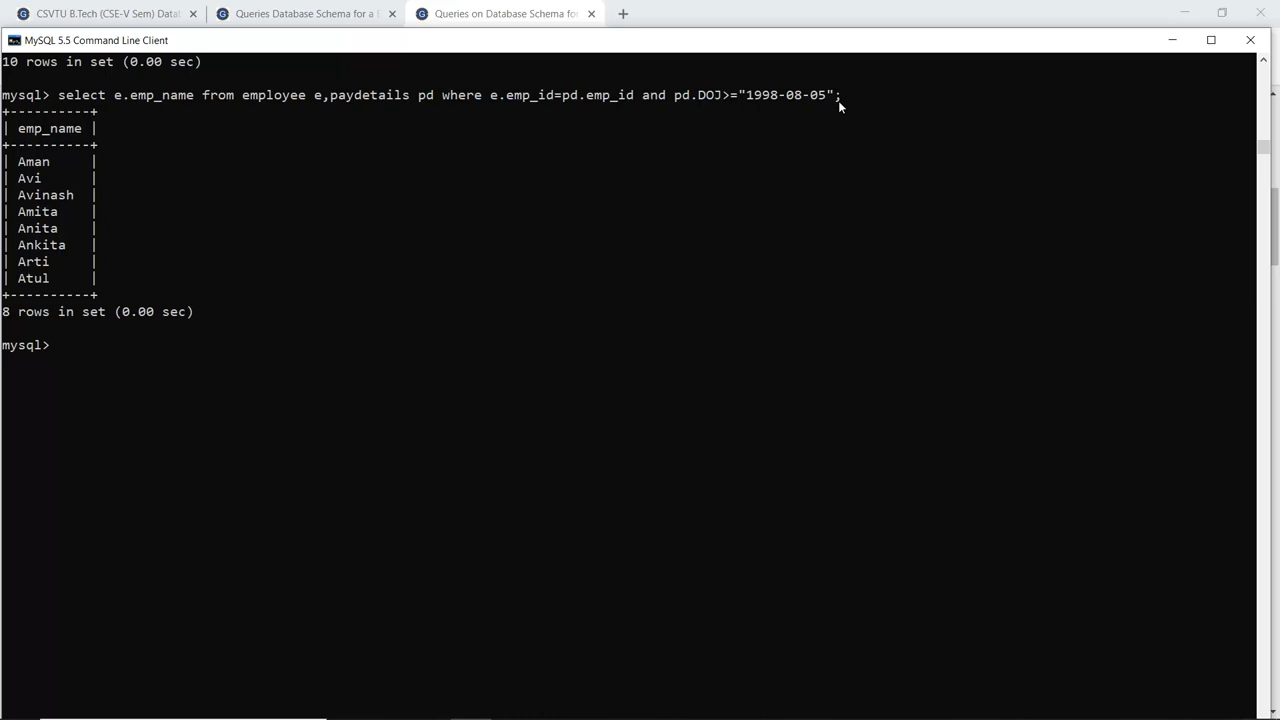 CSVTU B.Tech (CSE-V Sem) Data
Queries Database Schema for a
Queries on Database Schema for
MySQL 5.5 Command Line Client
10 rows in set (0.00 sec)
mysql> select e.emp_name from employee e,paydetails pd where e.emp_id=pd.emp_id and pd.DOJ>="1998-08-05";
+----------+
| emp_name |
+----------+
| Aman     |
| Avi      |
| Avinash  |
| Amita    |
| Anita    |
| Ankita   |
| Arti     |
| Atul     |
+----------+
8 rows in set (0.00 sec)
mysql>